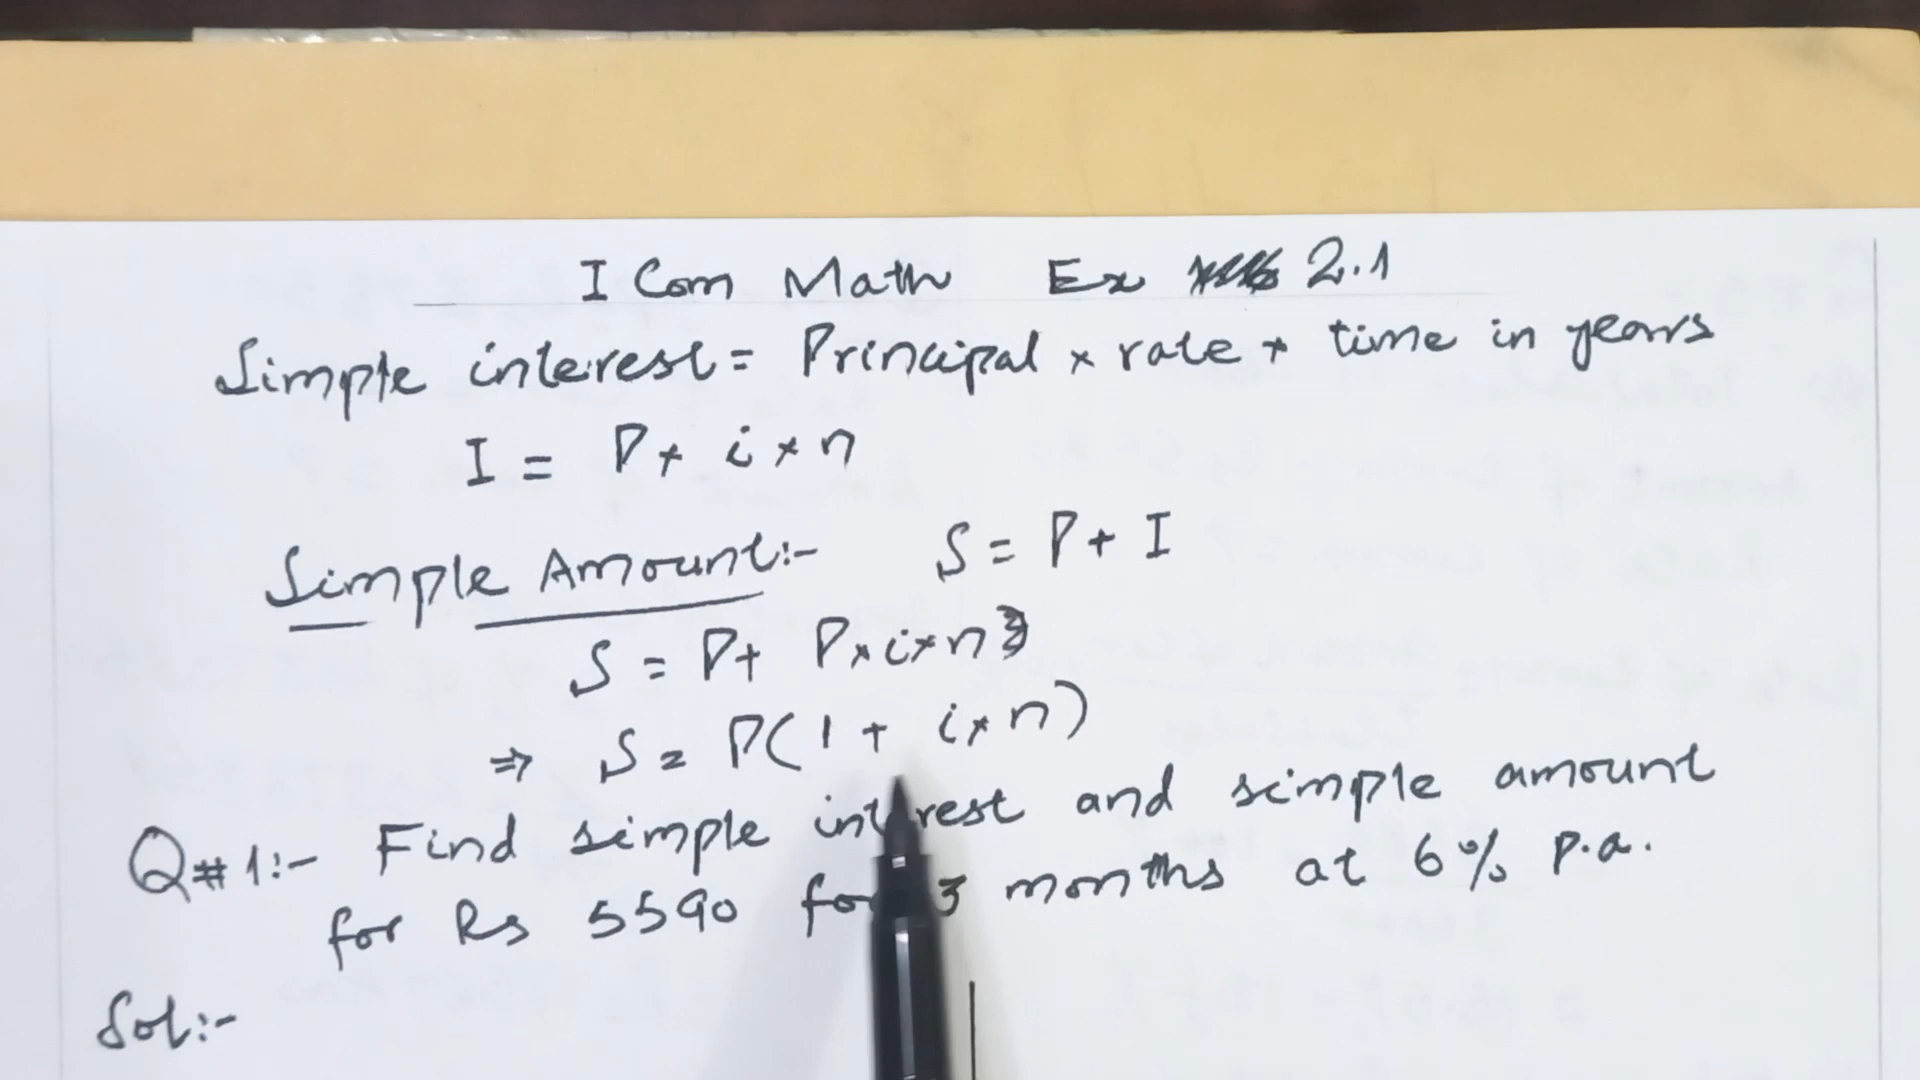 I Com Math Ex 2.1
Simple interest = Principal × rate × time in years
I = P × i × n
Simple Amount:- S = P + I
S = P + P × i × n
⇒ S = P(1 + i × n)
Q#1:- Find simple interest and simple amount
for Rs 5590 for 3 months at 6% p.a.
Sol:-